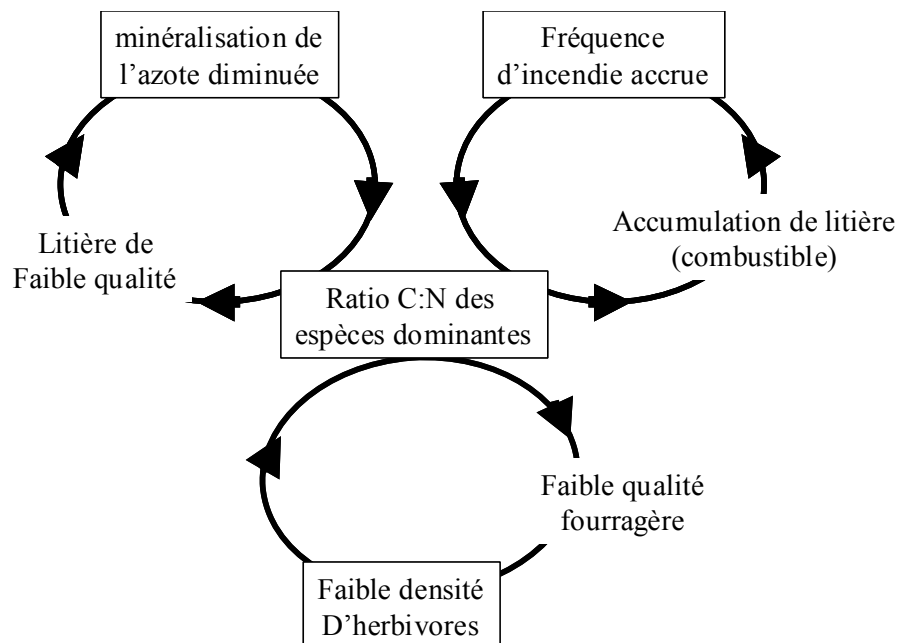 minéralisation de
l'azote diminuée
Fréquence
d'incendie accrue
Litière de
Faible qualité
Accumulation de litière
(combustible)
Ratio C:N des
espèces dominantes
Faible qualité
fourragère
Faible densité
D'herbivores